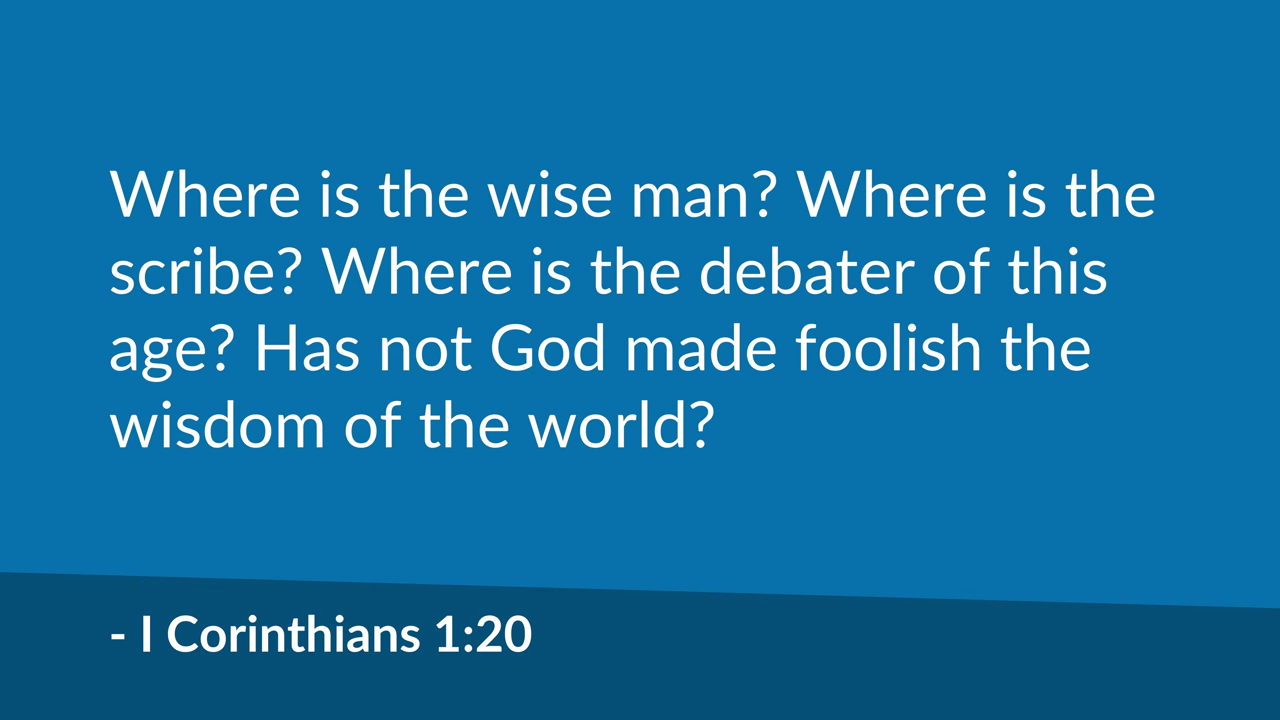 Where is the wise man? Where is the
scribe? Where is the debater of this
age? Has not God made foolish the
wisdom of the world?
- I Corinthians 1:20